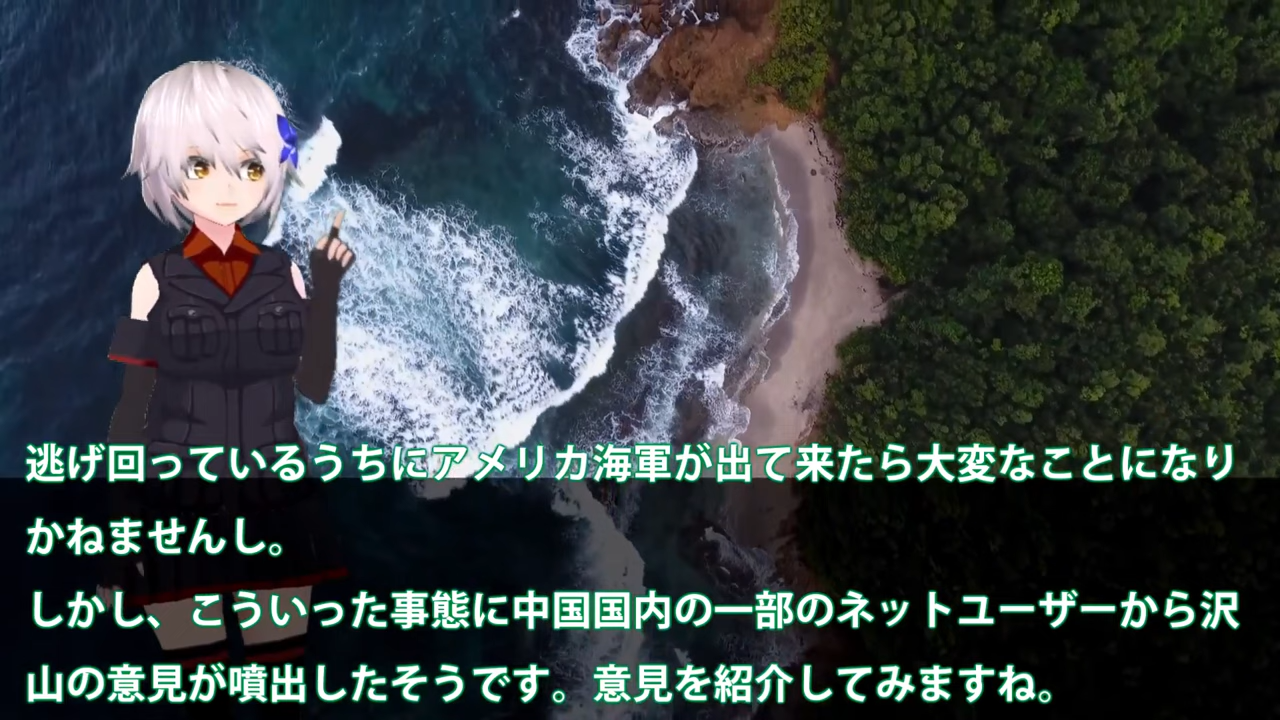 逃げ回っているうちにアメリカ海軍が出て来たら大変なことになり
かねませんし。
しかし、こういった事態に中国国内の一部のネットユーザーから沢
山の意見が噴出したそうです。意見を紹介してみますね。